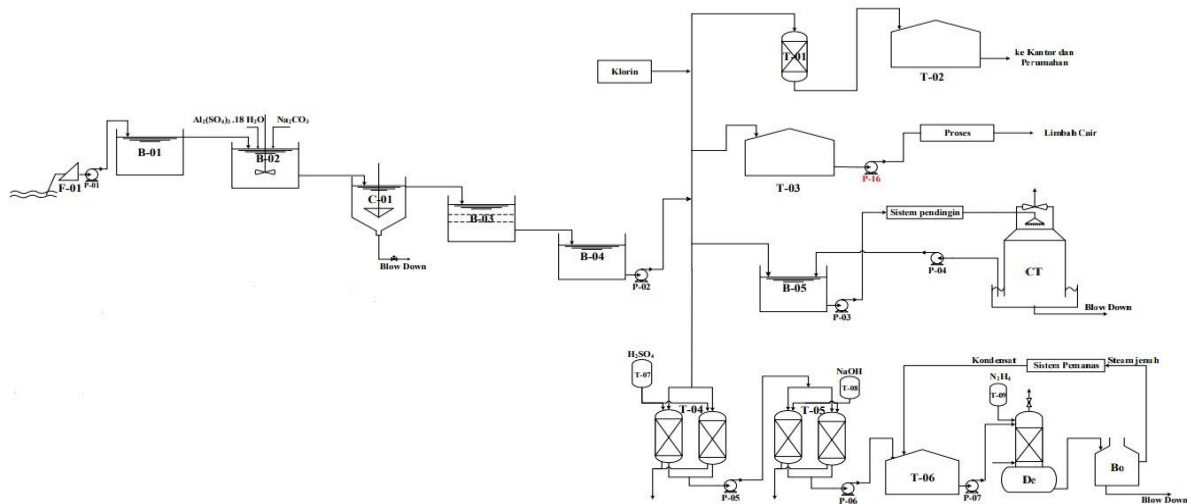 T-01
T-02
ke Kantor dan
Perumahan
Klorin
Al₂(SO₄)₃ .18 H₂O
Na₂CO₃
B-01
B-02
F-01
P-01
C-01
Blow Down
B-03
B-04
P-02
T-03
P-16
Proses
Limbah Cair
Sistem pendingin
B-05
P-03
P-04
CT
Blow Down
H₂SO₄
T-07
T-04
P-05
NaOH
T-08
T-05
P-06
Kondensat
Sistem Pemanas
Steam jenuh
N₂H₄
T-09
T-06
P-07
De
Bo
Blow Down